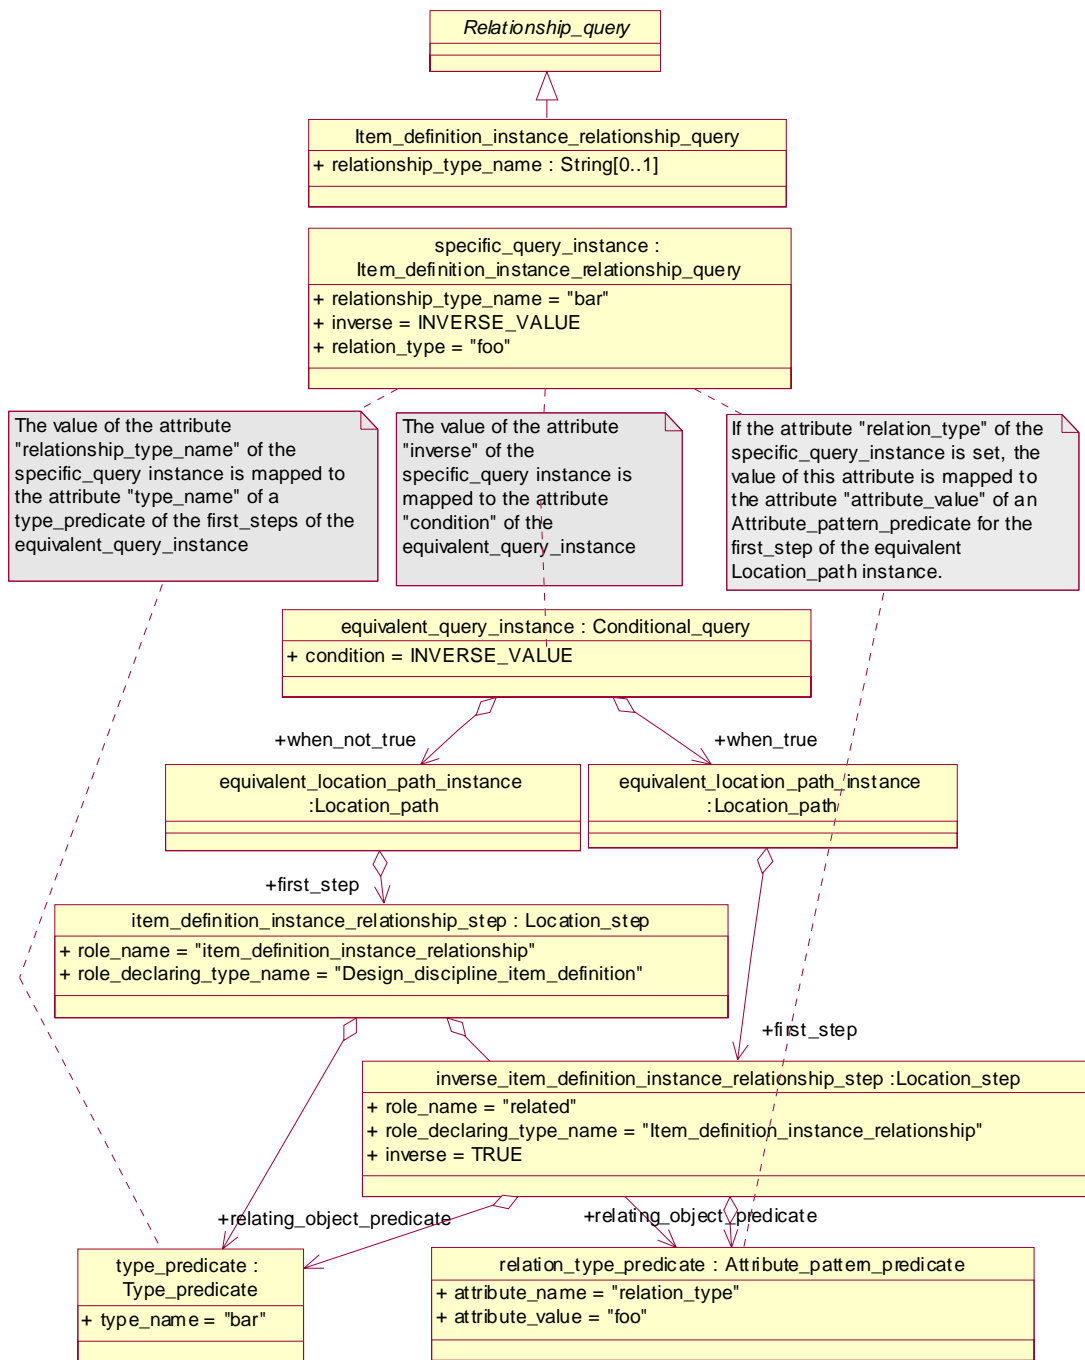 Relationship_query
Item_definition_instance_relationship_query
+ relationship_type_name : String[0..1]
specific_query_instance :
Item_definition_instance_relationship_query
+ relationship_type_name = "bar"
+ inverse = INVERSE_VALUE
+ relation_type = "foo"
The value of the attribute
"relationship_type_name" of the
specific_query instance is mapped to
the attribute "type_name" of a
type_predicate of the first_steps of the
equivalent_query_instance
The value of the attribute
"inverse" of the
specific_query instance is
mapped to the attribute
"condition" of the
equivalent_query_instance
If the attribute "relation_type" of the
specific_query_instance is set, the
value of this attribute is mapped to
the attribute "attribute_value" of an
Attribute_pattern_predicate for the
first_step of the equivalent
Location_path instance.
equivalent_query_instance : Conditional_query
+ condition = INVERSE_VALUE
+when_not_true
+when_true
equivalent_location_path_instance
:Location_path
equivalent_location_path_instance
:Location_path
+first_step
item_definition_instance_relationship_step : Location_step
+ role_name = "item_definition_instance_relationship"
+ role_declaring_type_name = "Design_discipline_item_definition"
+first_step
inverse_item_definition_instance_relationship_step :Location_step
+ role_name = "related"
+ role_declaring_type_name = "Item_definition_instance_relationship"
+ inverse = TRUE
+relating_object_predicate
+relating_object_predicate
type_predicate :
Type_predicate
+ type_name = "bar"
relation_type_predicate : Attribute_pattern_predicate
+ attribute_name = "relation_type"
+ attribute_value = "foo"